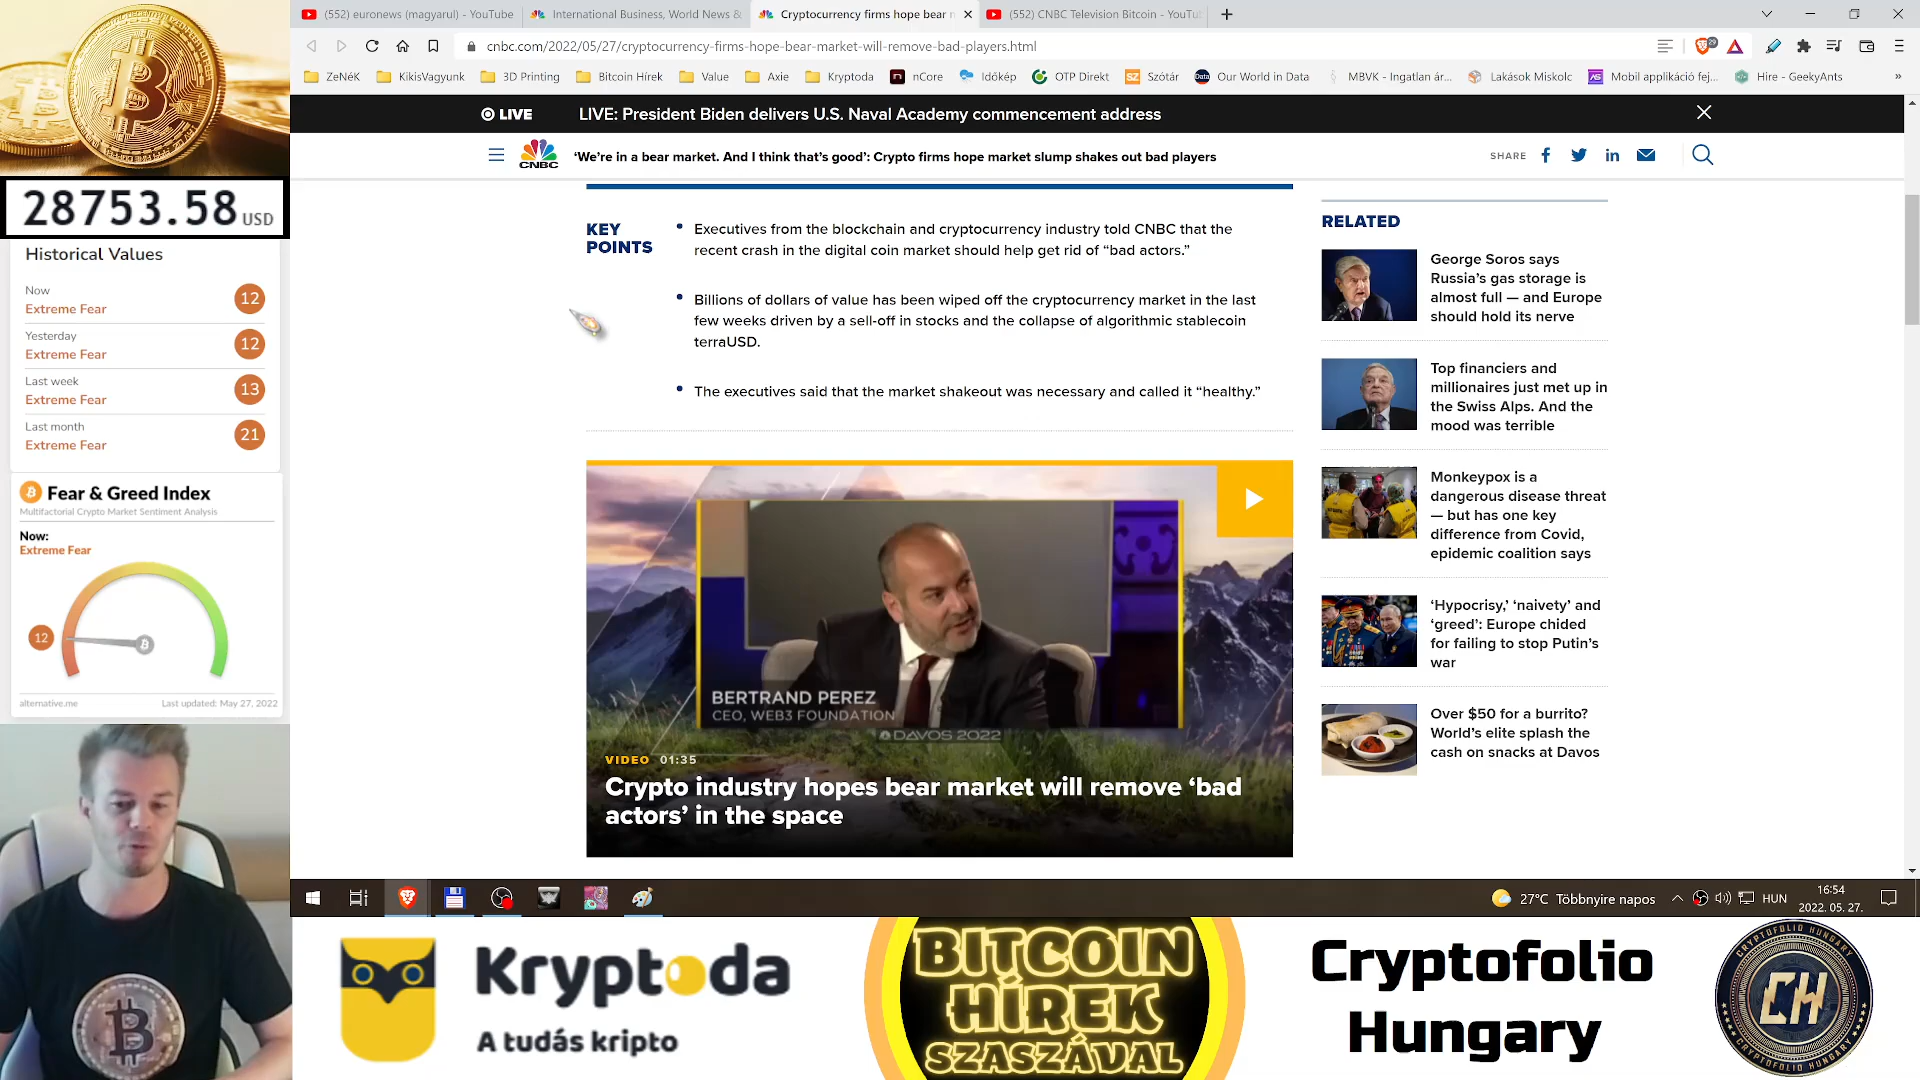 (552) euronews (magyarul) - YouTube
International Business, World News &
Cryptocurrency firms hope bear
(552) CNBC Television Bitcoin - YouTu
cnbc.com/2022/05/27/cryptocurrency-firms-hope-bear-market-will-remove-bad-players.html
29
ZeNéK
KikisVagyunk
3D Printing
Bitcoin Hírek
Value
Axie
Kryptoda
nCore
Időkép
OTP Direkt
Szótár
Our World in Data
MBVK - Ingatlan ár...
Lakások Miskolc
Mobil applikáció fej...
Hire - GeekyAnts
LIVE
LIVE: President Biden delivers U.S. Naval Academy commencement address
CNBC
‘We’re in a bear market. And I think that’s good’: Crypto firms hope market slump shakes out bad players
SHARE
28753.58 USD
Historical Values
Now
Extreme Fear
12
Yesterday
Extreme Fear
12
Last week
Extreme Fear
13
Last month
Extreme Fear
21
Fear & Greed Index
Multifactorial Crypto Market Sentiment Analysis
Now:
Extreme Fear
12
alternative.me
Last updated: May 27, 2022
KEY
POINTS
Executives from the blockchain and cryptocurrency industry told CNBC that the
recent crash in the digital coin market should help get rid of “bad actors.”
Billions of dollars of value has been wiped off the cryptocurrency market in the last
few weeks driven by a sell-off in stocks and the collapse of algorithmic stablecoin
terraUSD.
The executives said that the market shakeout was necessary and called it “healthy.”
BERTRAND PEREZ
CEO, WEB3 FOUNDATION
DAVOS 2022
VIDEO 01:35
Crypto industry hopes bear market will remove ‘bad
actors’ in the space
RELATED
George Soros says
Russia’s gas storage is
almost full — and Europe
should hold its nerve
Top financiers and
millionaires just met up in
the Swiss Alps. And the
mood was terrible
Monkeypox is a
dangerous disease threat
— but has one key
difference from Covid,
epidemic coalition says
‘Hypocrisy,’ ‘naivety’ and
‘greed’: Europe chided
for failing to stop Putin’s
war
Over $50 for a burrito?
World’s elite splash the
cash on snacks at Davos
27°C Többnyire napos
HUN
16:54
2022. 05. 27.
Kryptoda
A tudás kripto
BITCOIN
HÍREK
SZASZÁVAL
Cryptofolio
Hungary
CRYPTOFOLIO HUNGARY
CH
CRYPTOFOLIO HUNGARY